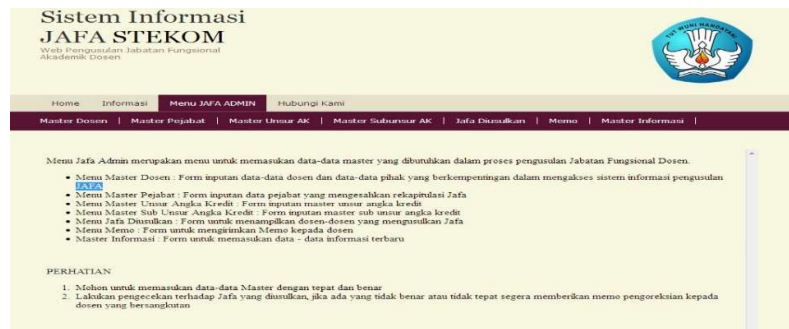 Sistem Informasi
JAFA STEKOM
Web Pengusulan Jabatan Fungsional
Akademik Dosen
TUT WURI HANDAYANI
Home Informasi Menu JAFA ADMIN Hubungi Kami
Master Dosen | Master Pejabat | Master Unsur AK | Master Subunsur AK | Jafa Diusulkan | Memo | Master Informasi |
Menu Jafa Admin merupakan menu untuk memasukan data-data master yang dibutuhkan dalam proses pengusulan Jabatan Fungsional Dosen.
• Menu Master Dosen : Form inputan data-data dosen dan data-data pihak yang berkempentingan dalam mengakses sistem informasi pengusulan
JAFA
• Menu Master Pejabat : Form inputan data pejabat yang mengesahkan rekapitulasi Jafa
• Menu Master Unsur Angka Kredit : Form inputan master unsur angka kredit
• Menu Master Sub Unsur Angka Kredit : Form inputan master sub unsur angka kredit
• Menu Jafa Diusulkan : Form untuk menampilkan dosen-dosen yang mengusulkan Jafa
• Menu Memo : Form untuk mengirimkan Memo kepada dosen
• Master Informasi : Form untuk memasukan data - data informasi terbaru
PERHATIAN
1. Mohon untuk memasukan data-data Master dengan tepat dan benar
2. Lakukan pengecekan terhadap Jafa yang diusulkan, jika ada yang tidak benar atau tidak tepat segera memberikan memo pengoreksian kepada
dosen yang bersangkutan